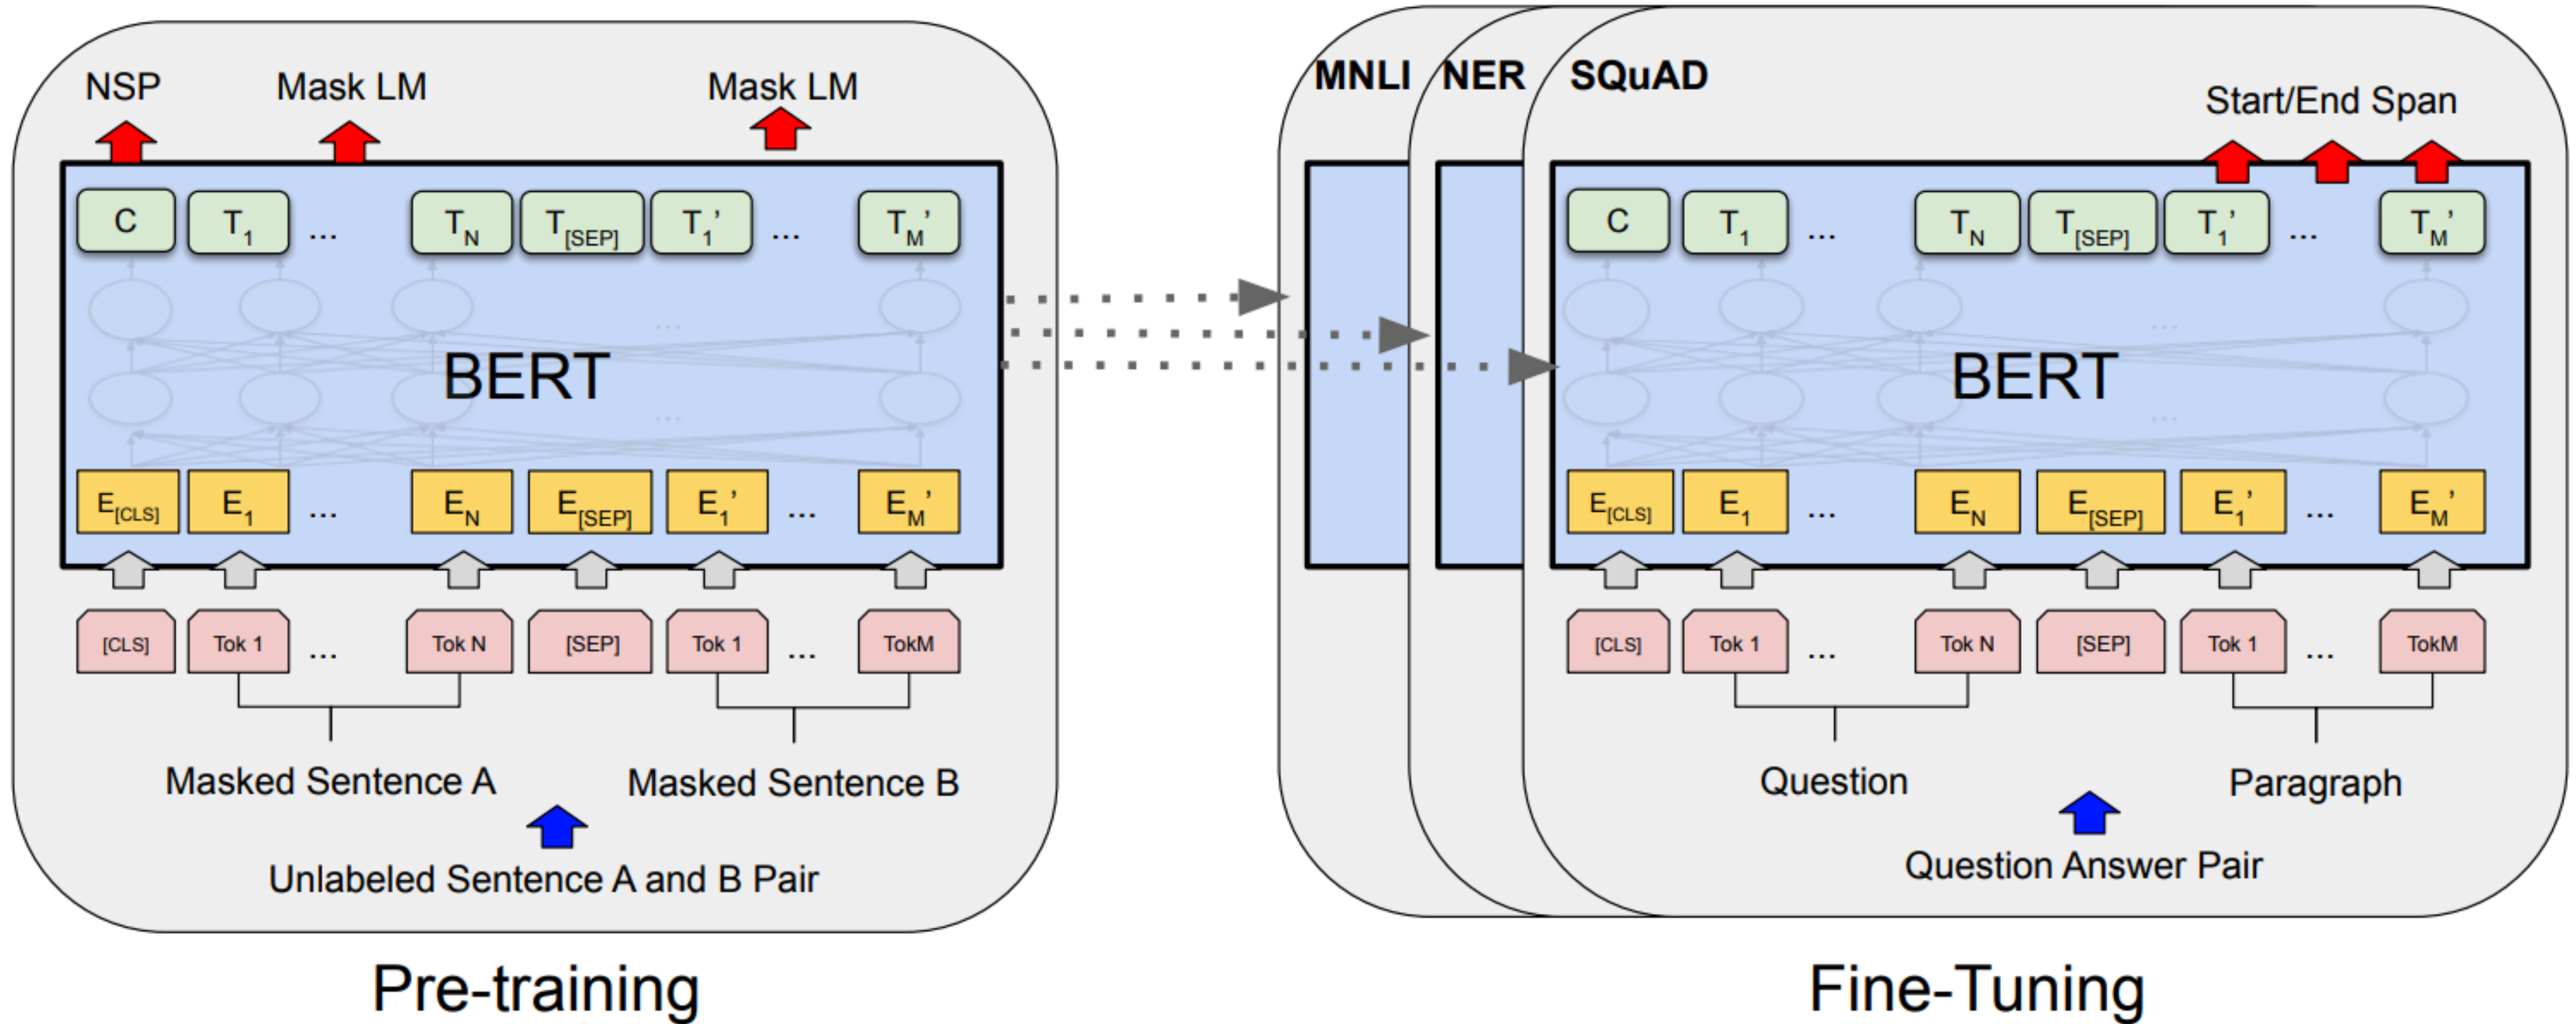 NSP Mask LM Mask LM
C T1 ... TN T[SEP] T1’ ... TM’
...
BERT
...
E[CLS] E1 ... EN E[SEP] E1’ ... EM’
[CLS] Tok 1 ... Tok N [SEP] Tok 1 ... TokM
Masked Sentence A Masked Sentence B
Unlabeled Sentence A and B Pair
Pre-training
MNLI NER SQuAD
Start/End Span
C T1 ... TN T[SEP] T1’ ... TM’
...
BERT
...
E[CLS] E1 ... EN E[SEP] E1’ ... EM’
[CLS] Tok 1 ... Tok N [SEP] Tok 1 ... TokM
Question Paragraph
Question Answer Pair
Fine-Tuning